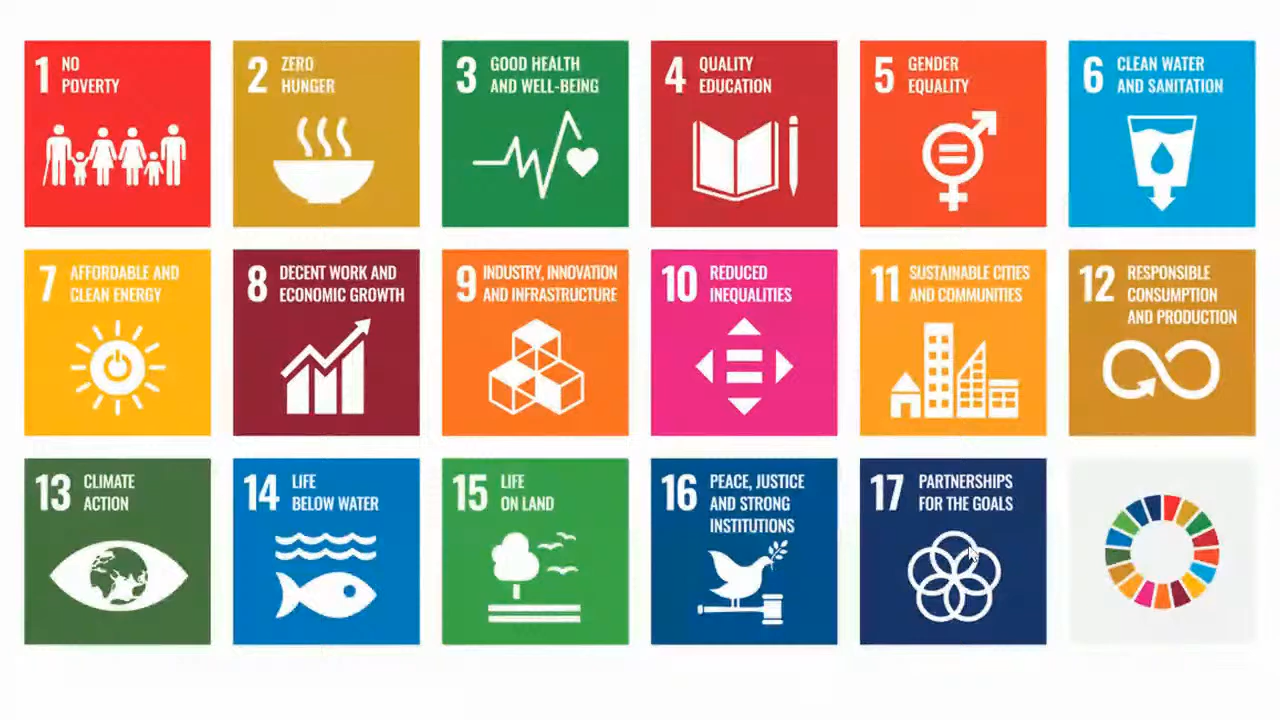 1 NO
POVERTY
2 ZERO
HUNGER
3 GOOD HEALTH
AND WELL-BEING
4 QUALITY
EDUCATION
5 GENDER
EQUALITY
6 CLEAN WATER
AND SANITATION
7 AFFORDABLE AND
CLEAN ENERGY
8 DECENT WORK AND
ECONOMIC GROWTH
9 INDUSTRY, INNOVATION
AND INFRASTRUCTURE
10 REDUCED
INEQUALITIES
11 SUSTAINABLE CITIES
AND COMMUNITIES
12 RESPONSIBLE
CONSUMPTION
AND PRODUCTION
13 CLIMATE
ACTION
14 LIFE
BELOW WATER
15 LIFE
ON LAND
16 PEACE, JUSTICE
AND STRONG
INSTITUTIONS
17 PARTNERSHIPS
FOR THE GOALS